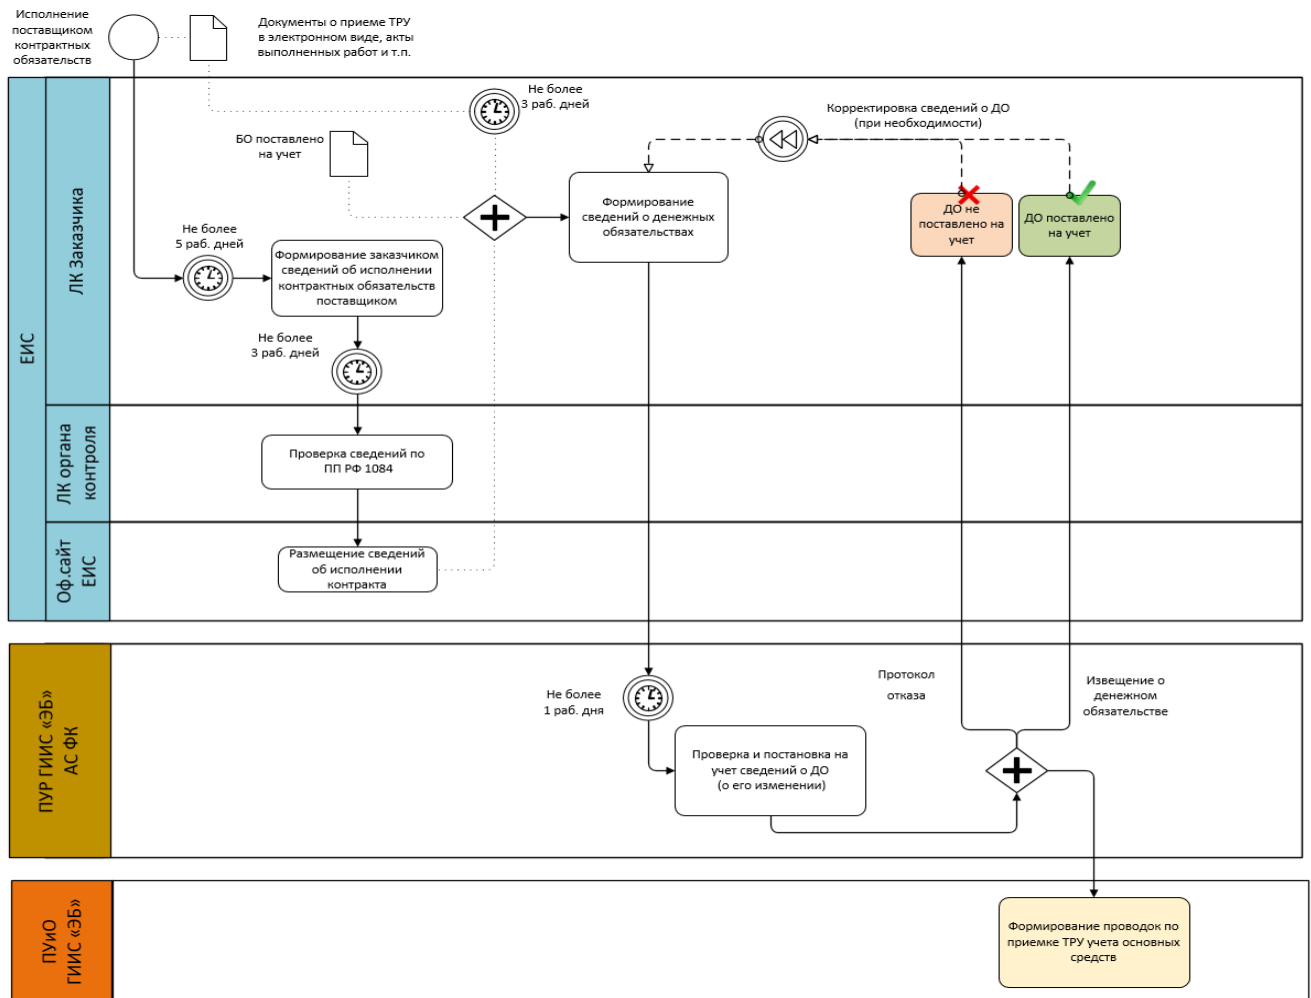 Исполнение
поставщиком
контрактных
обязательств
Документы о приеме ТРУ
в электронном виде, акты
выполненных работ и т.п.
ЕИС
ЛК Заказчика
Не более
3 раб. дней
БО поставлено
на учет
Корректировка сведений о ДО
(при необходимости)
Формирование
сведений о денежных
обязательствах
ДО не
поставлено на
учет
ДО поставлено
на учет
Не более
5 раб. дней
Формирование заказчиком
сведений об исполнении
контрактных обязательств
поставщиком
Не более
3 раб. дней
ЛК органа
контроля
Проверка сведений по
ПП РФ 1084
Оф.сайт
ЕИС
Размещение сведений
об исполнении
контракта
ПУР ГИИС «ЭБ»
АС ФК
Не более
1 раб. дня
Проверка и постановка на
учет сведений о ДО
(о его изменении)
Протокол
отказа
Извещение о
денежном
обязательстве
ПУиО
ГИИС «ЭБ»
Формирование проводок по
приемке ТРУ учета основных
средств